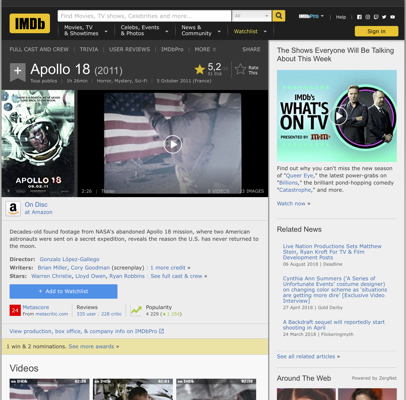 IMDb
Find Movies, TV shows, Celebrities and more...
All
IMDbPro
Help
Movies, TV & Showtimes
Celebs, Events & Photos
News & Community
Watchlist
Sign in
FULL CAST AND CREW | TRIVIA | USER REVIEWS | IMDbPro | MORE
SHARE
Apollo 18 (2011)
5,2
Rate This
Tous publics | 1h 26min | Horror, Mystery, Sci-Fi | 5 October 2011 (France)
APOLLO 18
2:26 | Trailer
8 VIDEOS
31 IMAGES
On Disc
at Amazon
Decades-old found footage from NASA's abandoned Apollo 18 mission, where two American
astronauts were sent on a secret expedition, reveals the reason the U.S. has never returned to
the moon.
Director: Gonzalo López-Gallego
Writers: Brian Miller, Cory Goodman (screenplay) | 1 more credit »
Stars: Warren Christie, Lloyd Owen, Ryan Robbins | See full cast & crew »
+ Add to Watchlist
24
Metascore
From metacritic.com
Reviews
335 user | 228 critic
Popularity
View production, box office, & company info on IMDbPro
1 win & 2 nominations. See more awards »
Videos
The Shows Everyone Will Be Talking
About This Week
IMDb's
WHAT'S
ON TV
PRESENTED BY
Find out why you can't miss the new season
of "Queer Eye," the latest power-grabs on
"Billions," the brilliant pond-hopping comedy
"Catastrophe," and more.
Watch now »
Related News
Live Nation Productions Sets Matthew
Stein, Ryan Kroft For TV & Film
Development Posts
06 August 2018 | Deadline
Cynthia Ann Summers ('A Series of
Unfortunate Events' costume designer)
on changing color scheme as 'situations
are getting more dire' [Exclusive Video
Interview]
27 April 2018 | Gold Derby
A Backdraft sequel will reportedly start
shooting in April
24 March 2018 | Flickeringmyth
See all related articles »
Around The Web
Powered by ZergNet